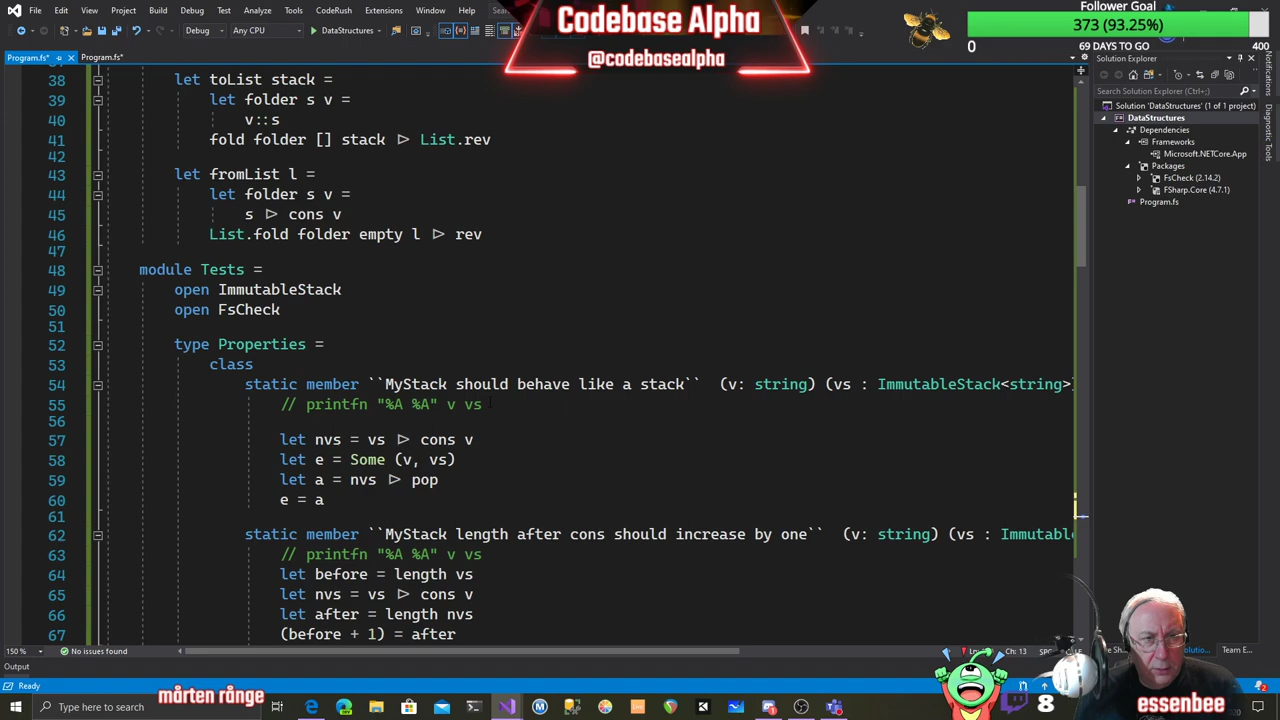 File Edit View Project Build Debug Test Analyze Tools CodeRush Extensions Window Help
Codebase Alpha
@codebasealpha
Follower Goal
373 (93.25%)
0 69 DAYS TO GO 400
Debug Any CPU DataStructures
Program.fs* Program.fs*
38 let toList stack =
39 let folder s v =
40 v::s
41 fold folder [] stack ▷ List.rev
42
43 let fromList l =
44 let folder s v =
45 s ▷ cons v
46 List.fold folder empty l ▷ rev
47
48 module Tests =
49 open ImmutableStack
50 open FsCheck
51
52 type Properties =
53 class
54 static member ``MyStack should behave like a stack`` (v: string) (vs : ImmutableStack<string>)
55 // printfn "%A %A" v vs
56
57 let nvs = vs ▷ cons v
58 let e = Some (v, vs)
59 let a = nvs ▷ pop
60 e = a
61
62 static member ``MyStack length after cons should increase by one`` (v: string) (vs : Immutable
63 // printfn "%A %A" v vs
64 let before = length vs
65 let nvs = vs ▷ cons v
66 let after = length nvs
67 (before + 1) = after
Solution Explorer
Search Solution Explorer (Ctrl+;)
Solution 'DataStructures' (1 of 1 project)
DataStructures
Dependencies
Frameworks
Microsoft.NETCore.App
Packages
FsCheck (2.14.2)
FSharp.Core (4.7.1)
Program.fs
Notifications
Diagnostic Tools
150 % No issues found Ch: 13 Team E...
Output
Ready
mårten rånge
8
essenbee
Type here to search